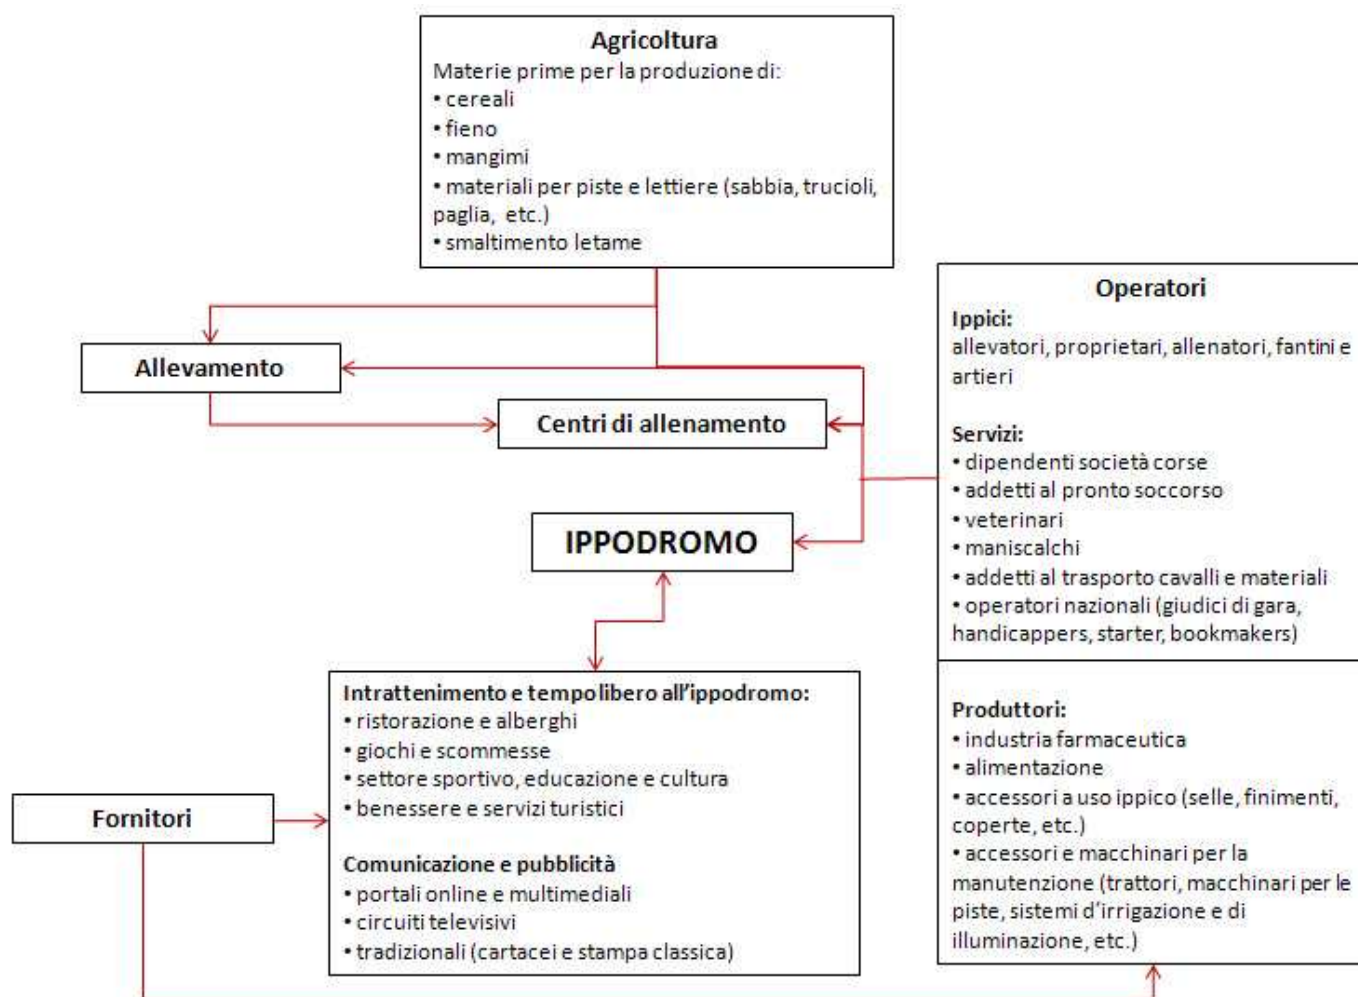 Agricoltura
Materie prime per la produzione di:
• cereali
• fieno
• mangimi
• materiali per piste e lettiere (sabbia, trucioli,
paglia, etc.)
• smaltimento letame
Operatori
Ippici:
allevatori, proprietari, allenatori, fantini e
artieri
Servizi:
• dipendenti società corse
• addetti al pronto soccorso
• veterinari
• maniscalchi
• addetti al trasporto cavalli e materiali
• operatori nazionali (giudici di gara,
handicappers, starter, bookmakers)
Produttori:
• industria farmaceutica
• alimentazione
• accessori a uso ippico (selle, finimenti,
coperte, etc.)
• accessori e macchinari per la
manutenzione (trattori, macchinari per le
piste, sistemi d'irrigazione e di
illuminazione, etc.)
Allevamento
Centri di allenamento
IPPODROMO
Intrattenimento e tempo libero all'ippodromo:
• ristorazione e alberghi
• giochi e scommesse
• settore sportivo, educazione e cultura
• benessere e servizi turistici
Comunicazione e pubblicità
• portali online e multimediali
• circuiti televisivi
• tradizionali (cartacei e stampa classica)
Fornitori